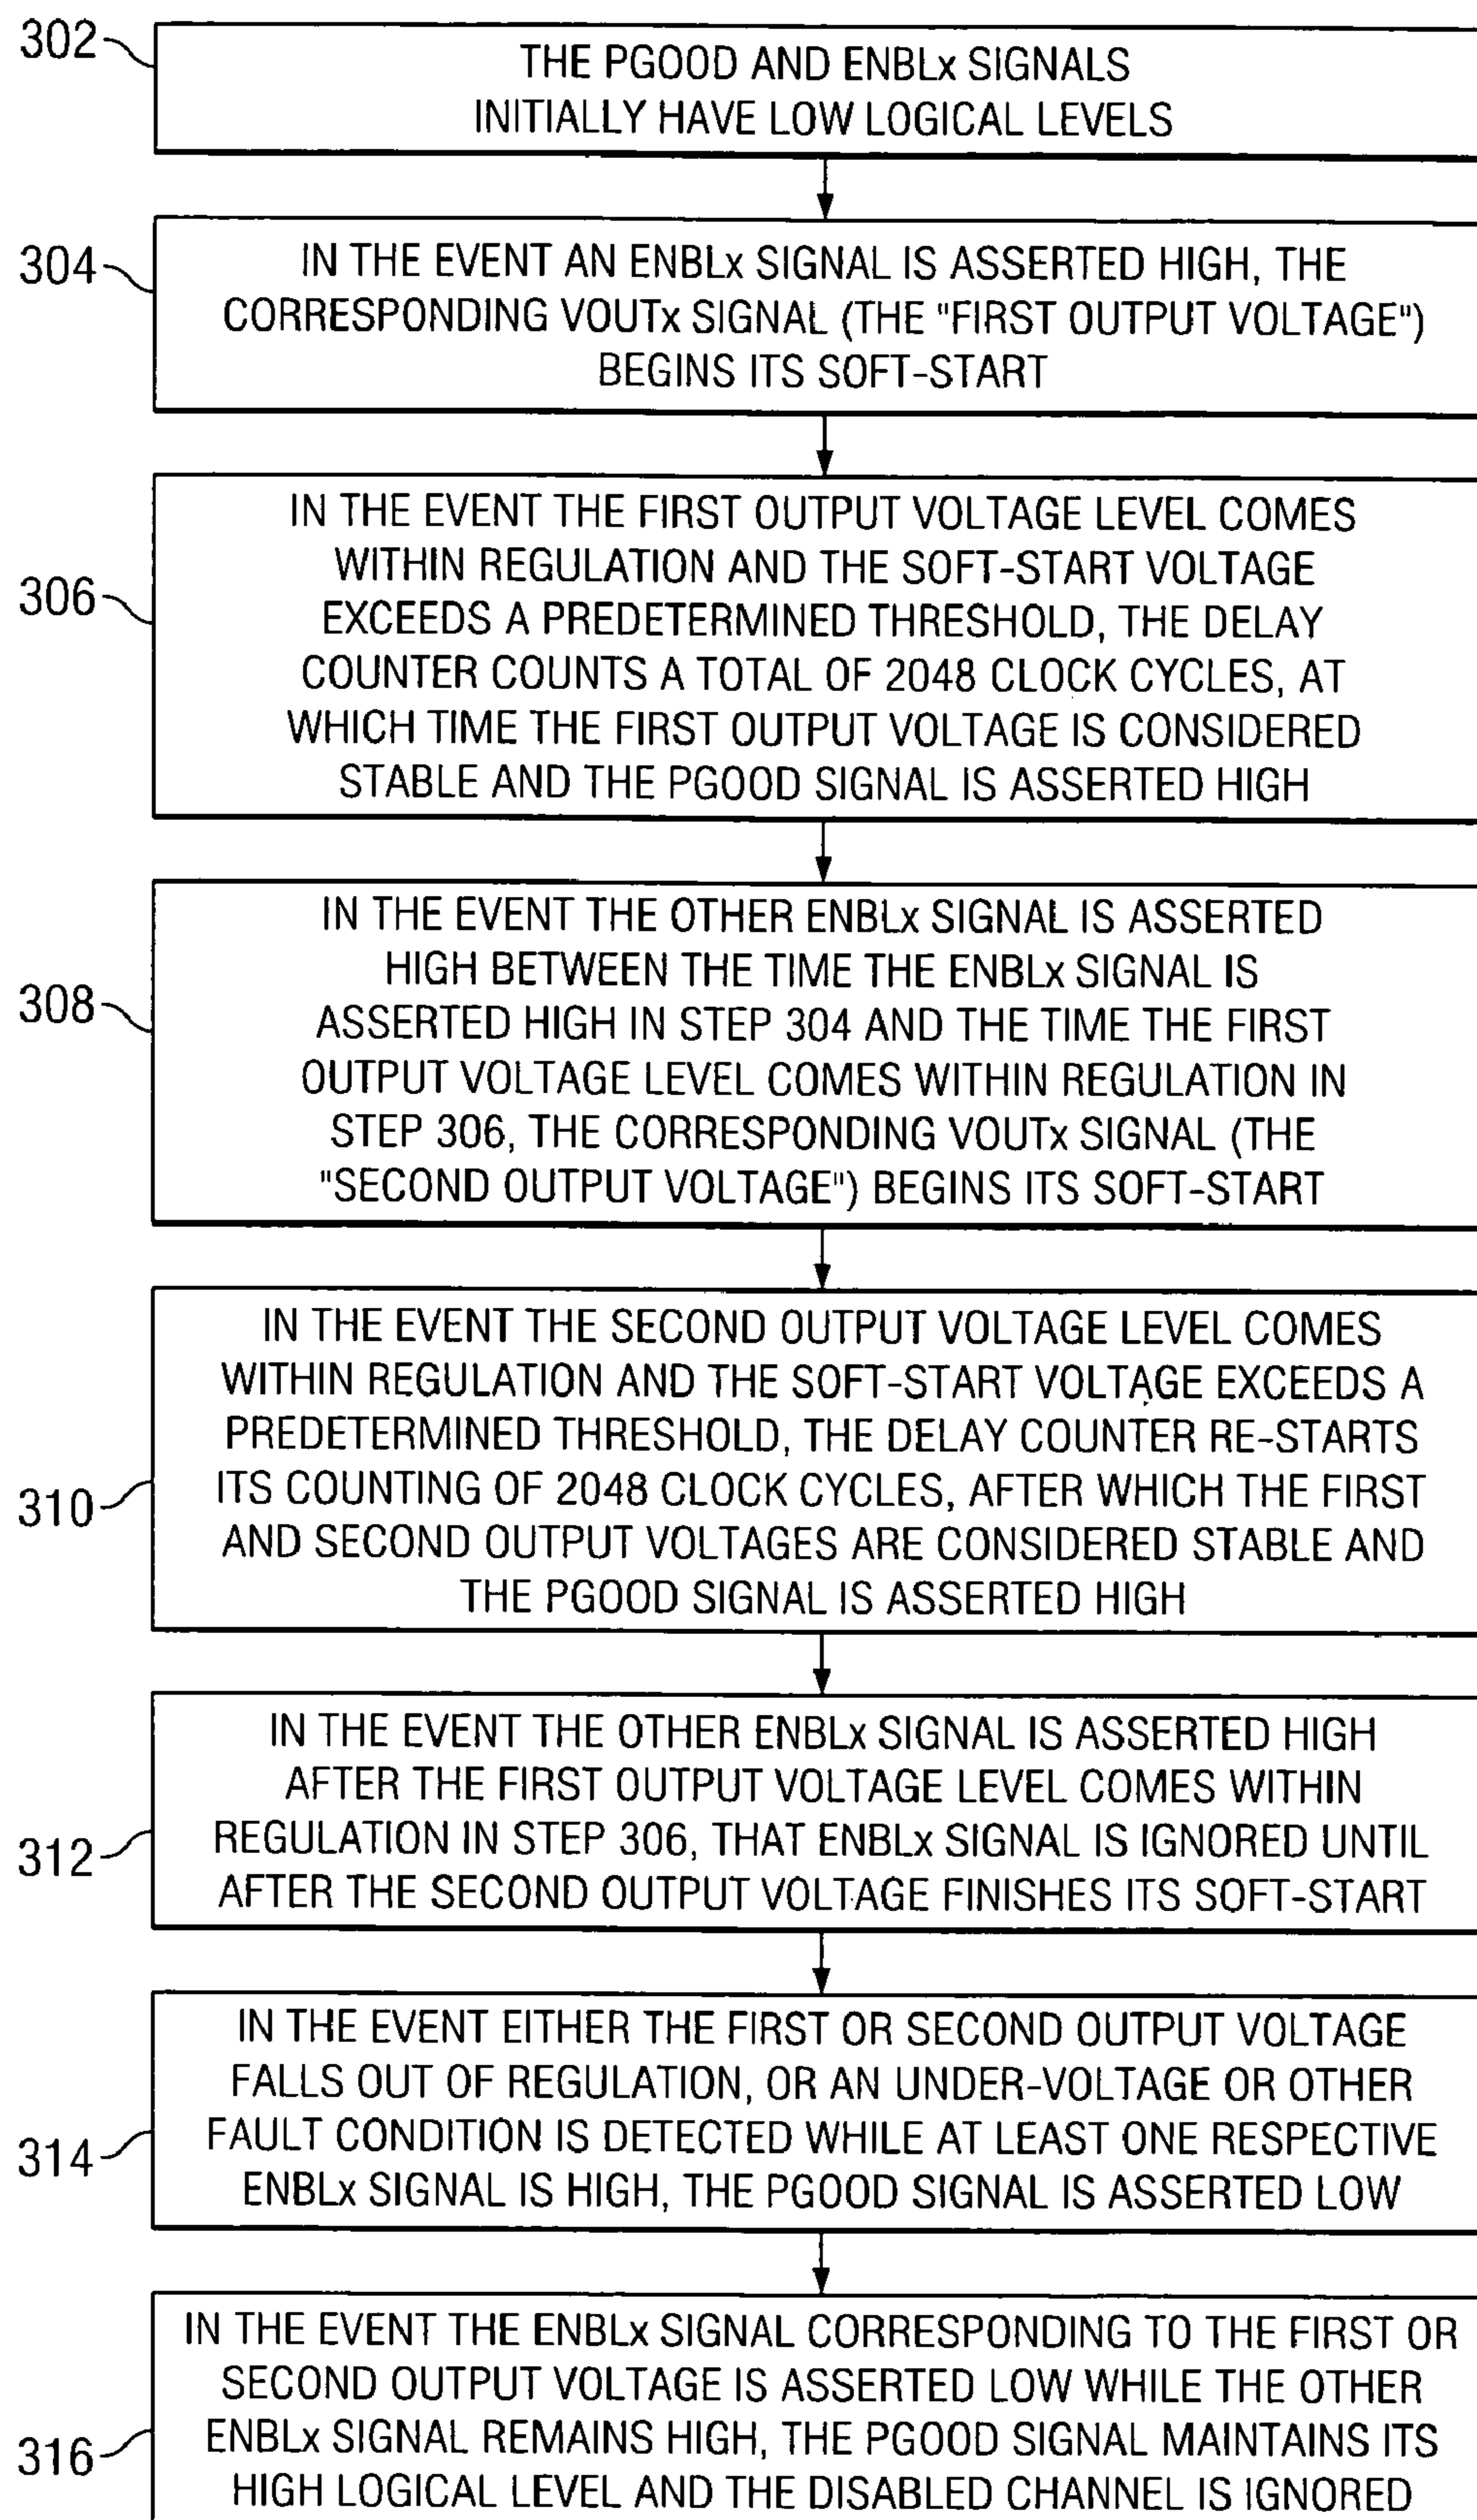 302
THE PGOOD AND ENBLx SIGNALS
INITIALLY HAVE LOW LOGICAL LEVELS
304
IN THE EVENT AN ENBLx SIGNAL IS ASSERTED HIGH, THE
CORRESPONDING VOUTx SIGNAL (THE "FIRST OUTPUT VOLTAGE")
BEGINS ITS SOFT-START
306
IN THE EVENT THE FIRST OUTPUT VOLTAGE LEVEL COMES
WITHIN REGULATION AND THE SOFT-START VOLTAGE
EXCEEDS A PREDETERMINED THRESHOLD, THE DELAY
COUNTER COUNTS A TOTAL OF 2048 CLOCK CYCLES, AT
WHICH TIME THE FIRST OUTPUT VOLTAGE IS CONSIDERED
STABLE AND THE PGOOD SIGNAL IS ASSERTED HIGH
308
IN THE EVENT THE OTHER ENBLx SIGNAL IS ASSERTED
HIGH BETWEEN THE TIME THE ENBLx SIGNAL IS
ASSERTED HIGH IN STEP 304 AND THE TIME THE FIRST
OUTPUT VOLTAGE LEVEL COMES WITHIN REGULATION IN
STEP 306, THE CORRESPONDING VOUTx SIGNAL (THE
"SECOND OUTPUT VOLTAGE") BEGINS ITS SOFT-START
310
IN THE EVENT THE SECOND OUTPUT VOLTAGE LEVEL COMES
WITHIN REGULATION AND THE SOFT-START VOLTAGE EXCEEDS A
PREDETERMINED THRESHOLD, THE DELAY COUNTER RE-STARTS
ITS COUNTING OF 2048 CLOCK CYCLES, AFTER WHICH THE FIRST
AND SECOND OUTPUT VOLTAGES ARE CONSIDERED STABLE AND
THE PGOOD SIGNAL IS ASSERTED HIGH
312
IN THE EVENT THE OTHER ENBLx SIGNAL IS ASSERTED HIGH
AFTER THE FIRST OUTPUT VOLTAGE LEVEL COMES WITHIN
REGULATION IN STEP 306, THAT ENBLx SIGNAL IS IGNORED UNTIL
AFTER THE SECOND OUTPUT VOLTAGE FINISHES ITS SOFT-START
314
IN THE EVENT EITHER THE FIRST OR SECOND OUTPUT VOLTAGE
FALLS OUT OF REGULATION, OR AN UNDER-VOLTAGE OR OTHER
FAULT CONDITION IS DETECTED WHILE AT LEAST ONE RESPECTIVE
ENBLx SIGNAL IS HIGH, THE PGOOD SIGNAL IS ASSERTED LOW
316
IN THE EVENT THE ENBLx SIGNAL CORRESPONDING TO THE FIRST OR
SECOND OUTPUT VOLTAGE IS ASSERTED LOW WHILE THE OTHER
ENBLx SIGNAL REMAINS HIGH, THE PGOOD SIGNAL MAINTAINS ITS
HIGH LOGICAL LEVEL AND THE DISABLED CHANNEL IS IGNORED